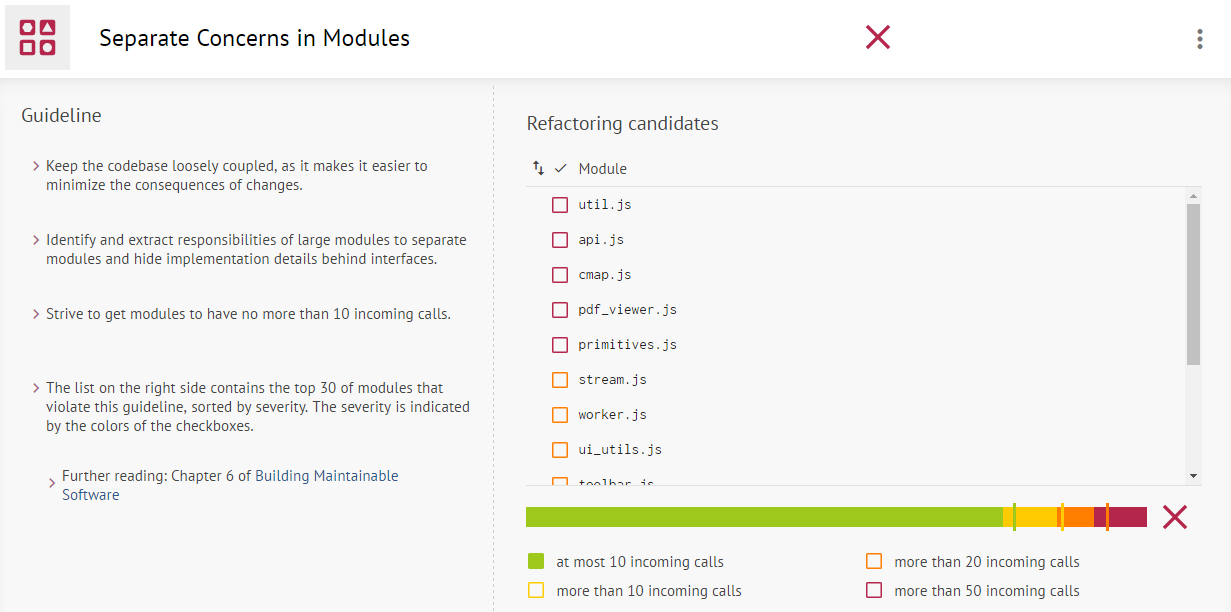 Separate Concerns in Modules
Guideline
Keep the codebase loosely coupled, as it makes it easier to
minimize the consequences of changes.
Identify and extract responsibilities of large modules to separate
modules and hide implementation details behind interfaces.
Strive to get modules to have no more than 10 incoming calls.
The list on the right side contains the top 30 of modules that
violate this guideline, sorted by severity. The severity is indicated
by the colors of the checkboxes.
Further reading: Chapter 6 of Building Maintainable
Software
Refactoring candidates
Module
util.js
api.js
cmap.js
pdf_viewer.js
primitives.js
stream.js
worker.js
ui_utils.js
toolbar.js
at most 10 incoming calls
more than 10 incoming calls
more than 20 incoming calls
more than 50 incoming calls